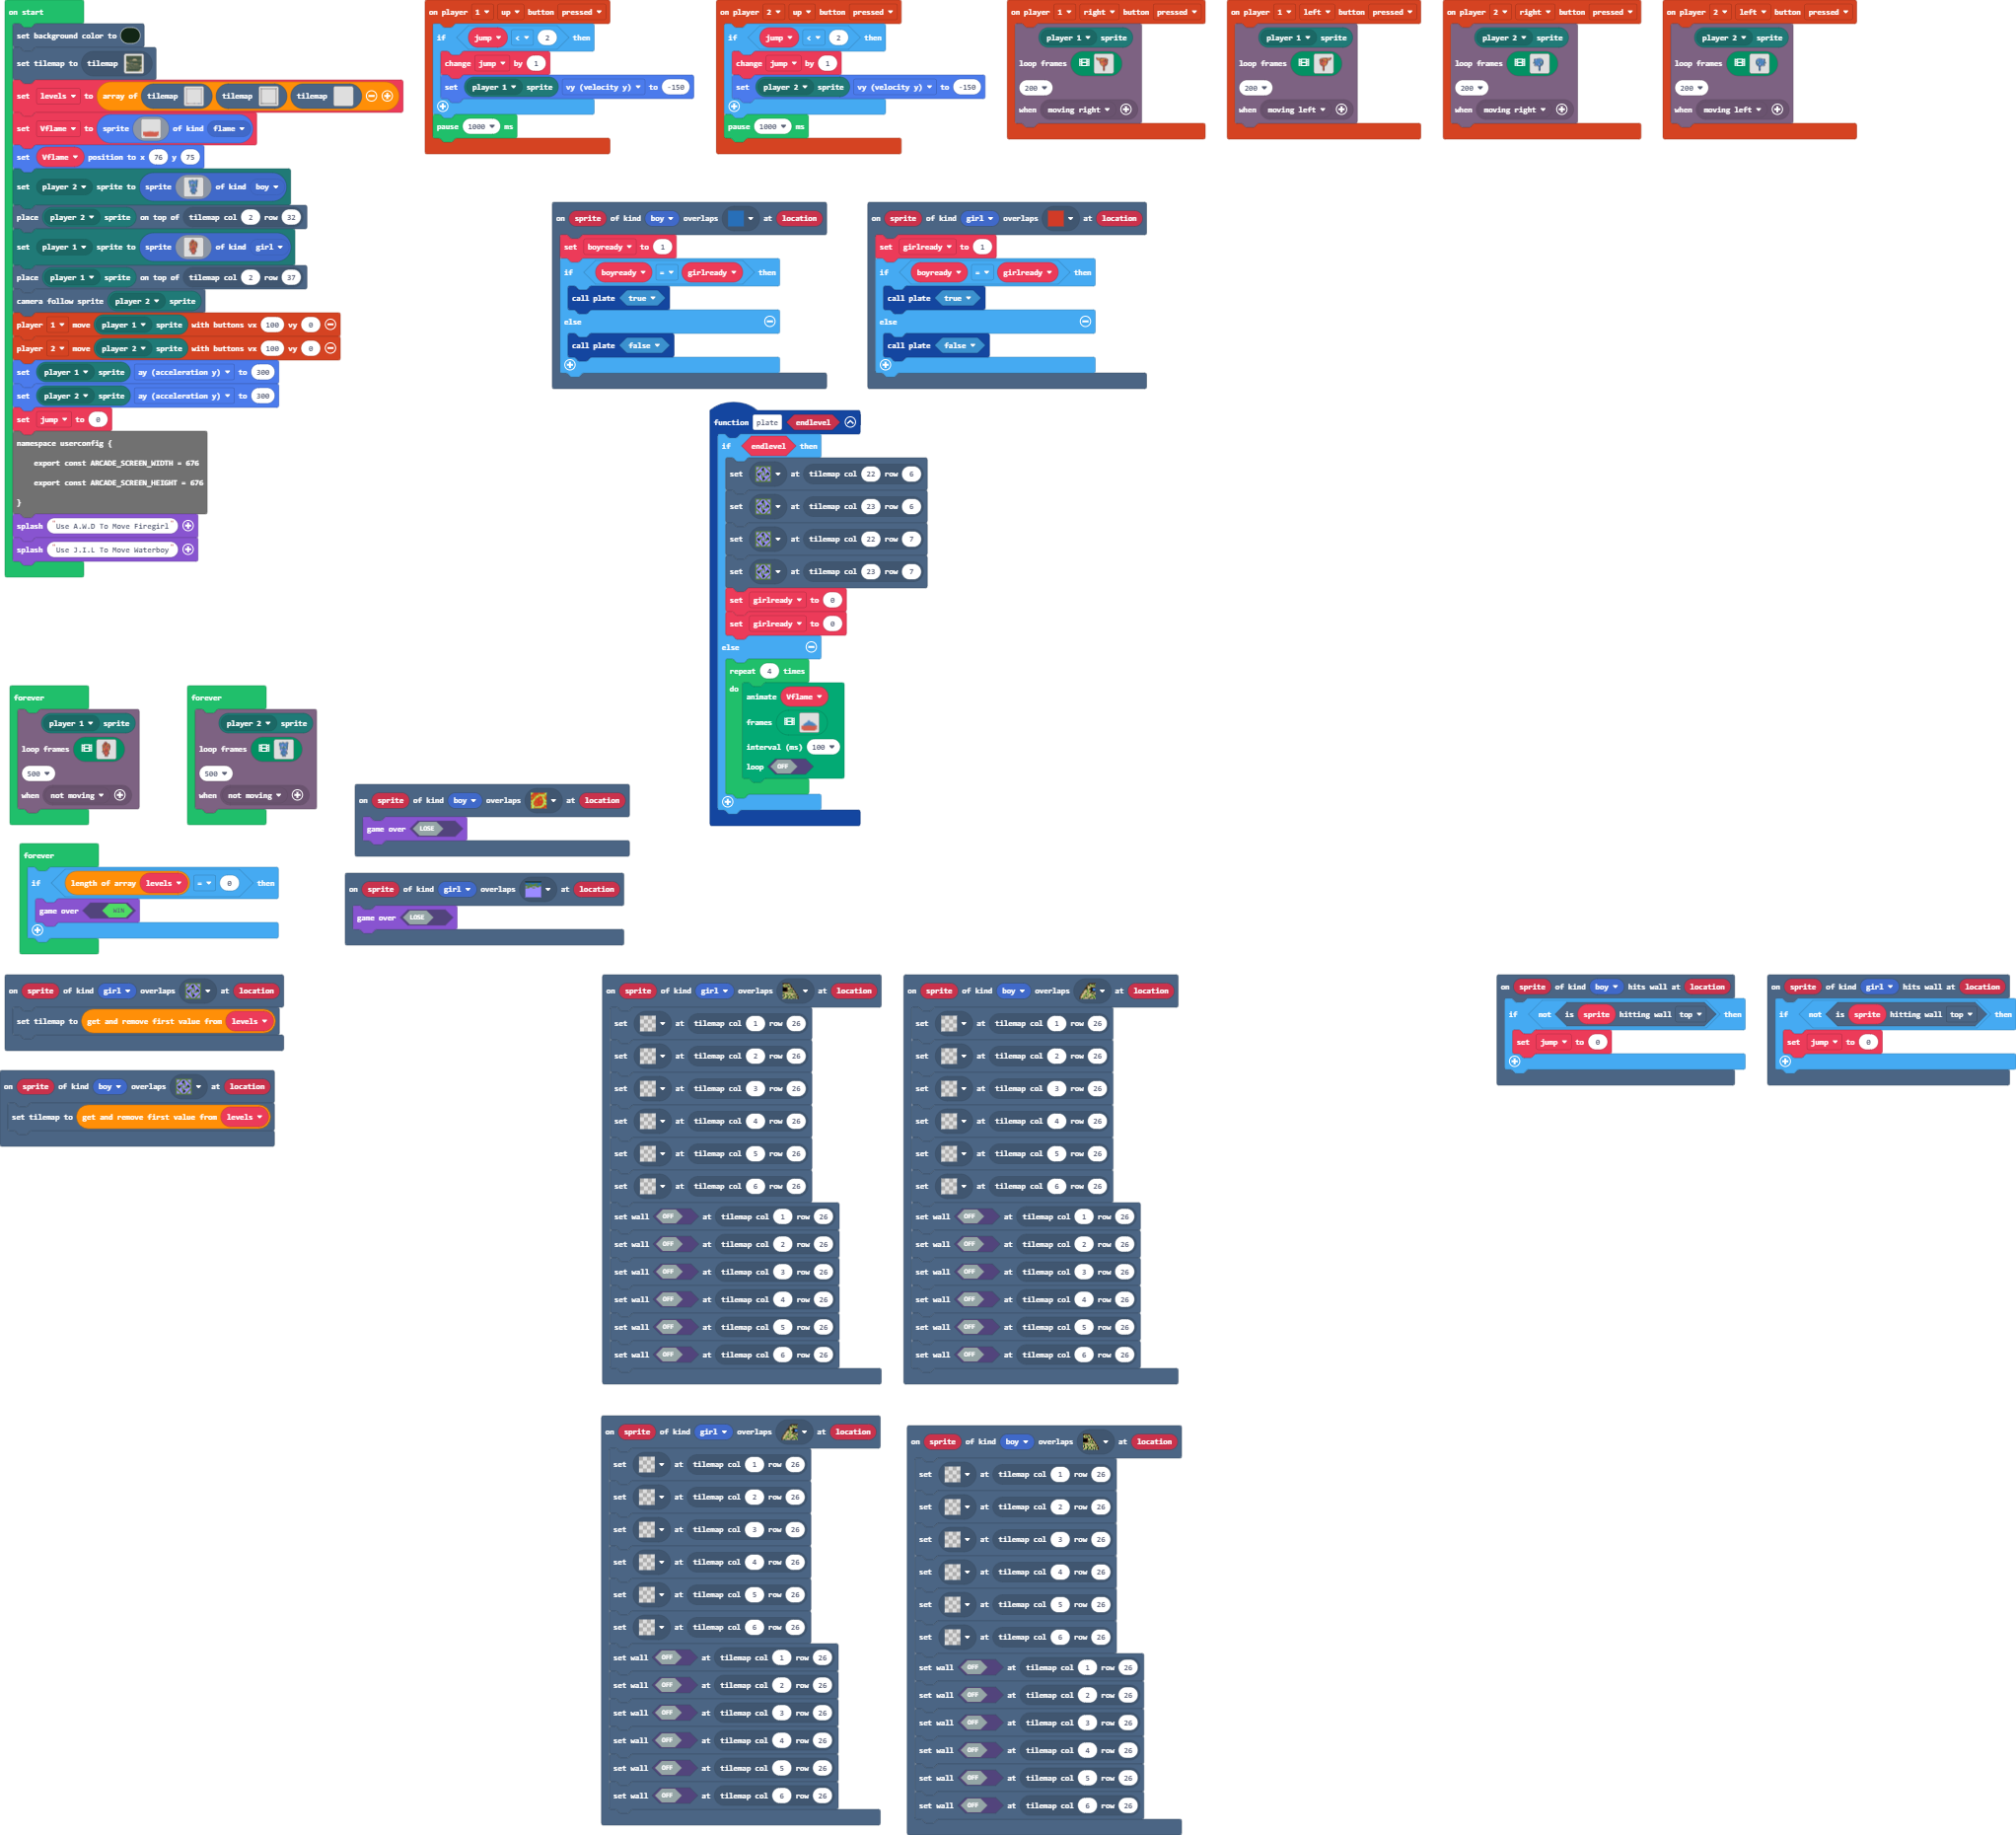 on start
set background color to
set tilemap to tilemap
set levels to array of tilemap tilemap tilemap
set Vflame to sprite of kind flame
set Vflame position to x 76 y 75
set player 2 sprite to sprite of kind boy
place player 2 sprite on top of tilemap col 2 row 32
set player 1 sprite to sprite of kind girl
place player 1 sprite on top of tilemap col 2 row 37
camera follow sprite player 2 sprite
player 1 move player 1 sprite with buttons vx 100 vy 0
player 2 move player 2 sprite with buttons vx 100 vy 0
set player 1 sprite ay (acceleration y) to 300
set player 2 sprite ay (acceleration y) to 300
set jump to 0
namespace userconfig {
export const ARCADE_SCREEN_WIDTH = 676
export const ARCADE_SCREEN_HEIGHT = 676
}
splash "Use A.W.D To Move Firegirl"
splash "Use J.I.L To Move Waterboy"
on player 1 up button pressed
if jump < 2 then
change jump by 1
set player 1 sprite vy (velocity y) to -150
pause 1000 ms
on player 2 up button pressed
if jump < 2 then
change jump by 1
set player 2 sprite vy (velocity y) to -150
pause 1000 ms
on player 1 right button pressed
player 1 sprite
loop frames
200
when moving right
on player 1 left button pressed
player 1 sprite
loop frames
200
when moving left
on player 2 right button pressed
player 2 sprite
loop frames
200
when moving right
on player 2 left button pressed
player 2 sprite
loop frames
200
when moving left
on sprite of kind boy overlaps at location
set boyready to 1
if boyready = girlready then
call plate true
else
call plate false
on sprite of kind girl overlaps at location
set girlready to 1
if boyready = girlready then
call plate true
else
call plate false
function plate endlevel
if endlevel then
set at tilemap col 22 row 6
set at tilemap col 23 row 6
set at tilemap col 22 row 7
set at tilemap col 23 row 7
set girlready to 0
set girlready to 0
else
repeat 4 times
do
animate Vflame
frames
interval (ms) 100
loop OFF
forever
player 1 sprite
loop frames
500
when not moving
forever
player 2 sprite
loop frames
500
when not moving
on sprite of kind boy overlaps at location
game over LOSE
forever
if length of array levels = 0 then
game over WIN
on sprite of kind girl overlaps at location
game over LOSE
on sprite of kind girl overlaps at location
set tilemap to get and remove first value from levels
on sprite of kind boy overlaps at location
set tilemap to get and remove first value from levels
on sprite of kind girl overlaps at location
set at tilemap col 1 row 26
set at tilemap col 2 row 26
set at tilemap col 3 row 26
set at tilemap col 4 row 26
set at tilemap col 5 row 26
set at tilemap col 6 row 26
set wall OFF at tilemap col 1 row 26
set wall OFF at tilemap col 2 row 26
set wall OFF at tilemap col 3 row 26
set wall OFF at tilemap col 4 row 26
set wall OFF at tilemap col 5 row 26
set wall OFF at tilemap col 6 row 26
on sprite of kind boy overlaps at location
set at tilemap col 1 row 26
set at tilemap col 2 row 26
set at tilemap col 3 row 26
set at tilemap col 4 row 26
set at tilemap col 5 row 26
set at tilemap col 6 row 26
set wall OFF at tilemap col 1 row 26
set wall OFF at tilemap col 2 row 26
set wall OFF at tilemap col 3 row 26
set wall OFF at tilemap col 4 row 26
set wall OFF at tilemap col 5 row 26
set wall OFF at tilemap col 6 row 26
on sprite of kind boy hits wall at location
if not is sprite hitting wall top then
set jump to 0
on sprite of kind girl hits wall at location
if not is sprite hitting wall top then
set jump to 0
on sprite of kind girl overlaps at location
set at tilemap col 1 row 26
set at tilemap col 2 row 26
set at tilemap col 3 row 26
set at tilemap col 4 row 26
set at tilemap col 5 row 26
set at tilemap col 6 row 26
set wall OFF at tilemap col 1 row 26
set wall OFF at tilemap col 2 row 26
set wall OFF at tilemap col 3 row 26
set wall OFF at tilemap col 4 row 26
set wall OFF at tilemap col 5 row 26
set wall OFF at tilemap col 6 row 26
on sprite of kind boy overlaps at location
set at tilemap col 1 row 26
set at tilemap col 2 row 26
set at tilemap col 3 row 26
set at tilemap col 4 row 26
set at tilemap col 5 row 26
set at tilemap col 6 row 26
set wall OFF at tilemap col 1 row 26
set wall OFF at tilemap col 2 row 26
set wall OFF at tilemap col 3 row 26
set wall OFF at tilemap col 4 row 26
set wall OFF at tilemap col 5 row 26
set wall OFF at tilemap col 6 row 26